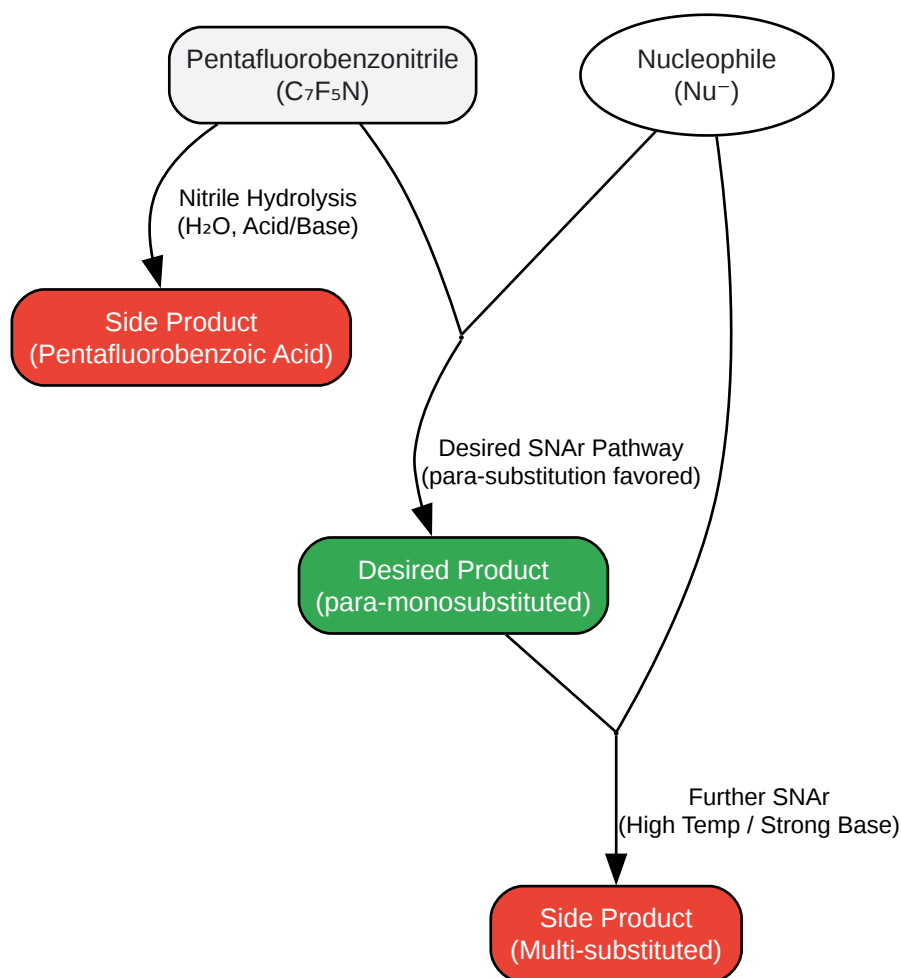 Pentafluorobenzonitrile
(C₇F₅N)
Nucleophile
(Nu⁻)
Nitrile Hydrolysis
(H₂O, Acid/Base)
Side Product
(Pentafluorobenzoic Acid)
Desired SNAr Pathway
(para-substitution favored)
Desired Product
(para-monosubstituted)
Further SNAr
(High Temp / Strong Base)
Side Product
(Multi-substituted)